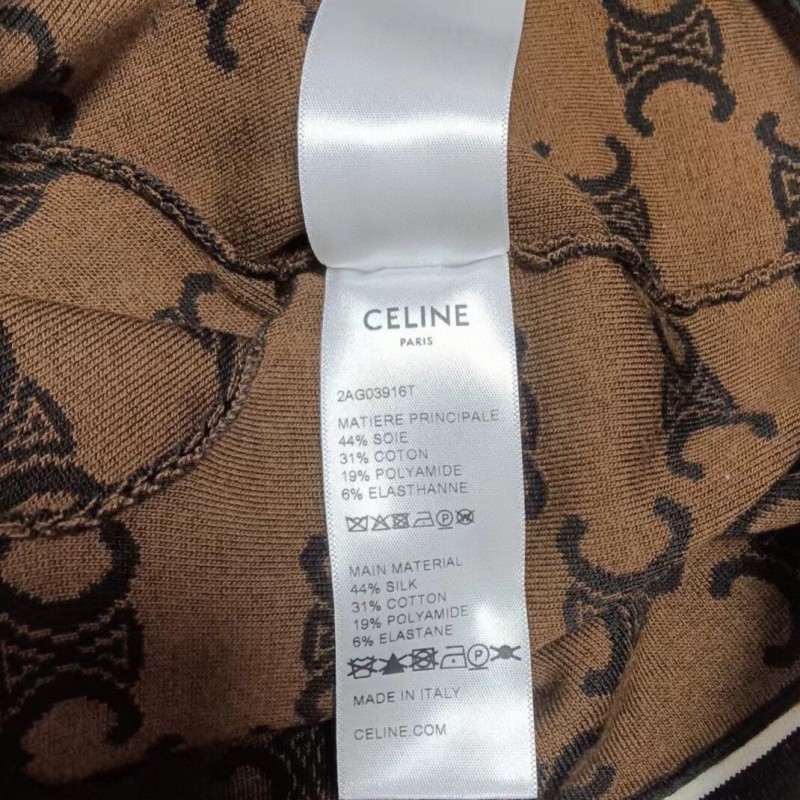 CELINE
PARIS
2AG03916T
MATIERE PRINCIPALE
44% SOIE
31% COTON
19% POLYAMIDE
6% ELASTHANNE
MAIN MATERIAL
44% SILK
31% COTTON
19% POLYAMIDE
6% ELASTANE
MADE IN ITALY
CELINE.COM